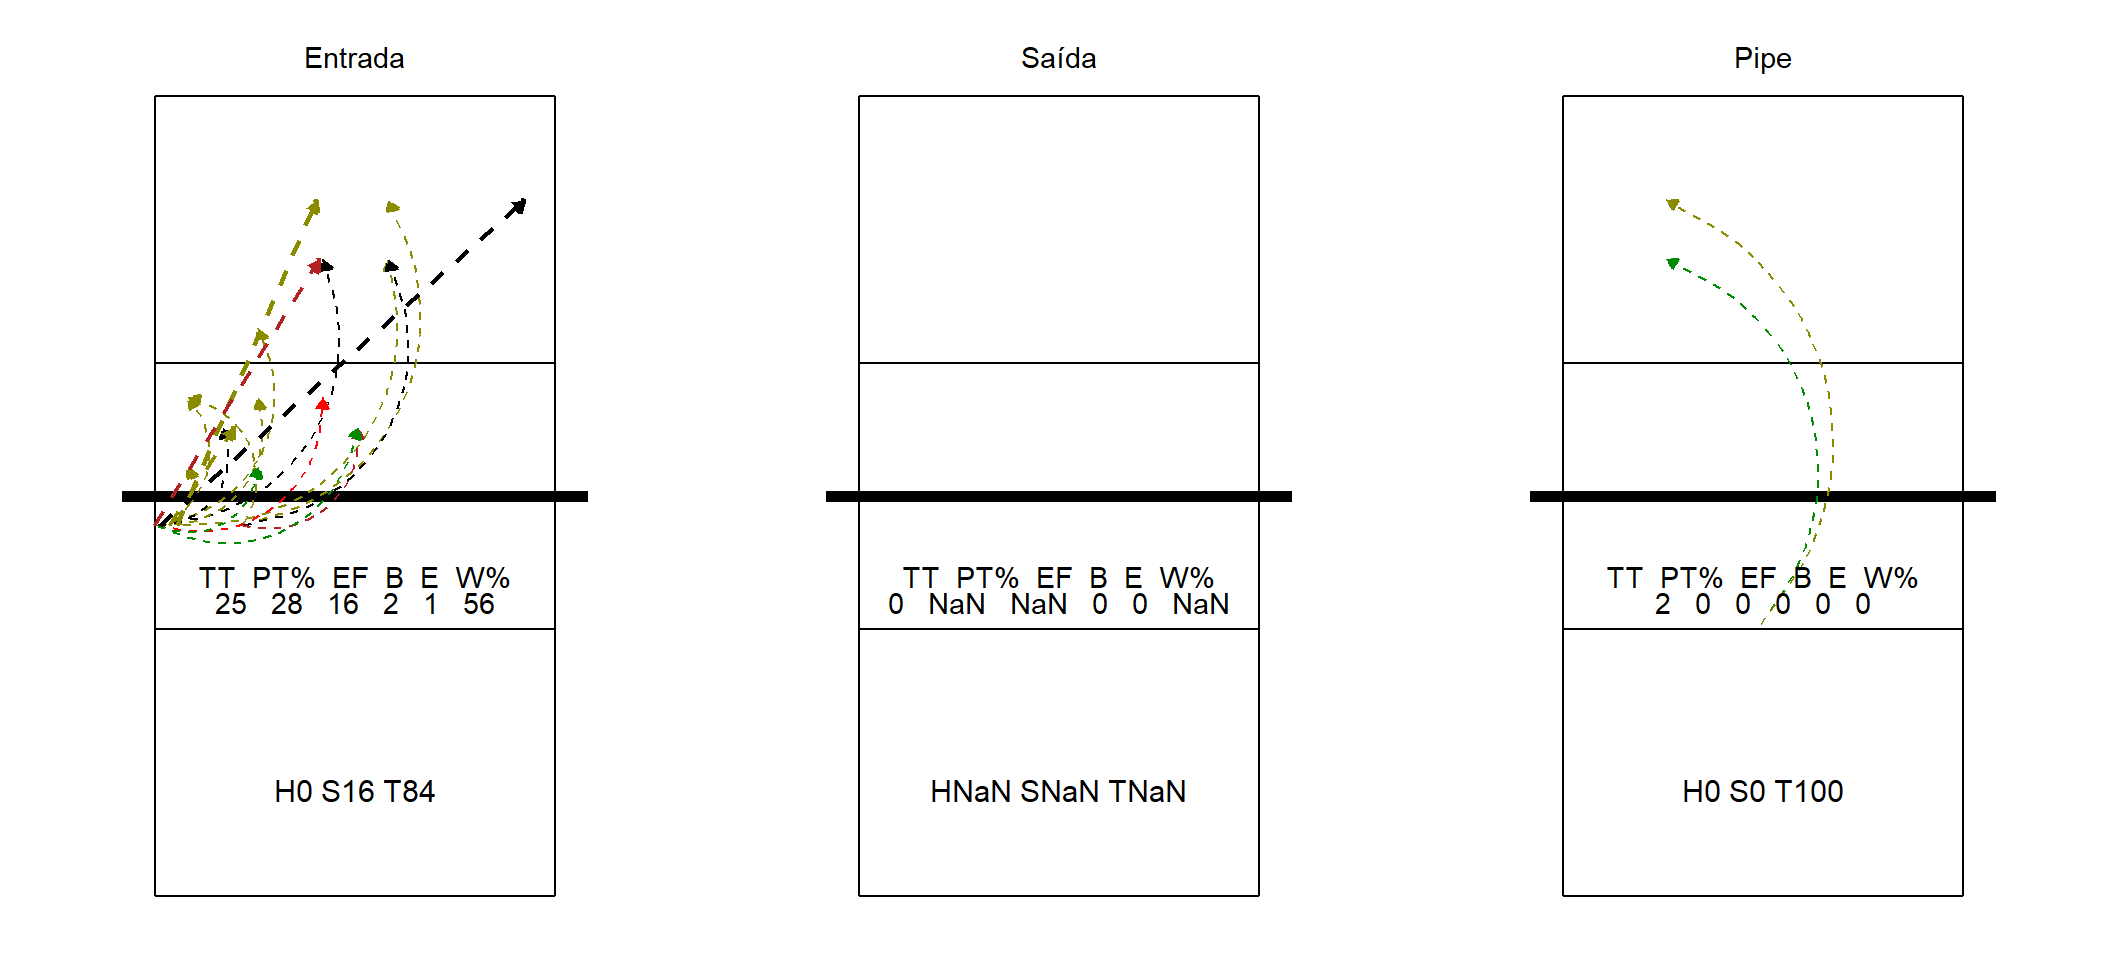 Entrada
TT PT% EF B E W%
25 28 16 2 1 56
H0 S16 T84
Saída
TT PT% EF B E W%
0 NaN NaN 0 0 NaN
HNaN SNaN TNaN
Pipe
TT PT% EF B E W%
2 0 0 0 0 0
H0 S0 T100